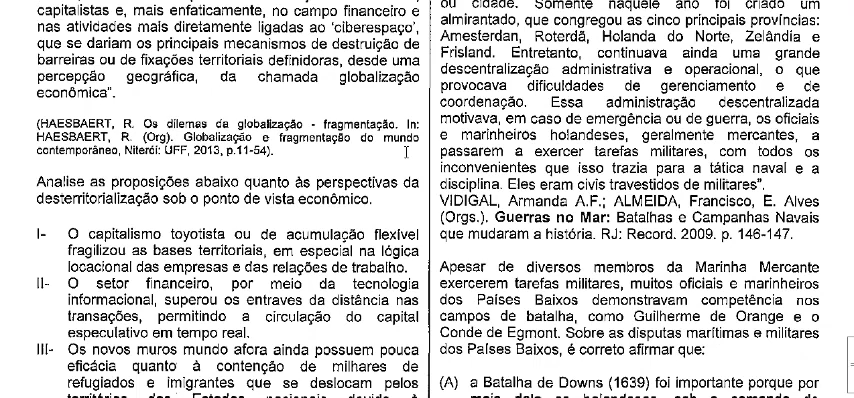 capitalistas e, mais enfaticamente, no campo financeiro e
nas atividades mais diretamente ligadas ao 'ciberespaço',
que se dariam os principais mecanismos de destruição de
barreiras ou de fixações territoriais definidoras, desde uma
percepção geográfica, da chamada globalização
econômica".
(HAESBAERT, R. Os dilemas da globalização - fragmentação. In:
HAESBAERT, R. (Org). Globalização e fragmentação do mundo
contemporâneo, Niterói: UFF, 2013, p.11-54).
Analise as proposições abaixo quanto às perspectivas da
desterritorialização sob o ponto de vista econômico.
I- O capitalismo toyotista ou de acumulação flexível
fragilizou as bases territoriais, em especial na lógica
locacional das empresas e das relações de trabalho.
II- O setor financeiro, por meio da tecnologia
informacional, superou os entraves da distância nas
transações, permitindo a circulação do capital
especulativo em tempo real.
III- Os novos muros mundo afora ainda possuem pouca
eficácia quanto à contenção de milhares de
refugiados e imigrantes que se deslocam pelos
territórios dos Estados nacionais devido à
ou cidade. Somente naquele ano foi criado um
almirantado, que congregou as cinco principais províncias:
Amesterdan, Roterdã, Holanda do Norte, Zelândia e
Frisland. Entretanto, continuava ainda uma grande
descentralização administrativa e operacional, o que
provocava dificuldades de gerenciamento e de
coordenação. Essa administração descentralizada
motivava, em caso de emergência ou de guerra, os oficiais
e marinheiros holandeses, geralmente mercantes, a
passarem a exercer tarefas militares, com todos os
inconvenientes que isso trazia para a tática naval e a
disciplina. Eles eram civis travestidos de militares".
VIDIGAL, Armanda A.F.; ALMEIDA, Francisco, E. Alves
(Orgs.). Guerras no Mar: Batalhas e Campanhas Navais
que mudaram a história. RJ: Record. 2009. p. 146-147.
Apesar de diversos membros da Marinha Mercante
exercerem tarefas militares, muitos oficiais e marinheiros
dos Países Baixos demonstravam competência nos
campos de batalha, como Guilherme de Orange e o
Conde de Egmont. Sobre as disputas marítimas e militares
dos Países Baixos, é correto afirmar que:
(A) a Batalha de Downs (1639) foi importante porque por
meio dela os holandeses, sob o comando de